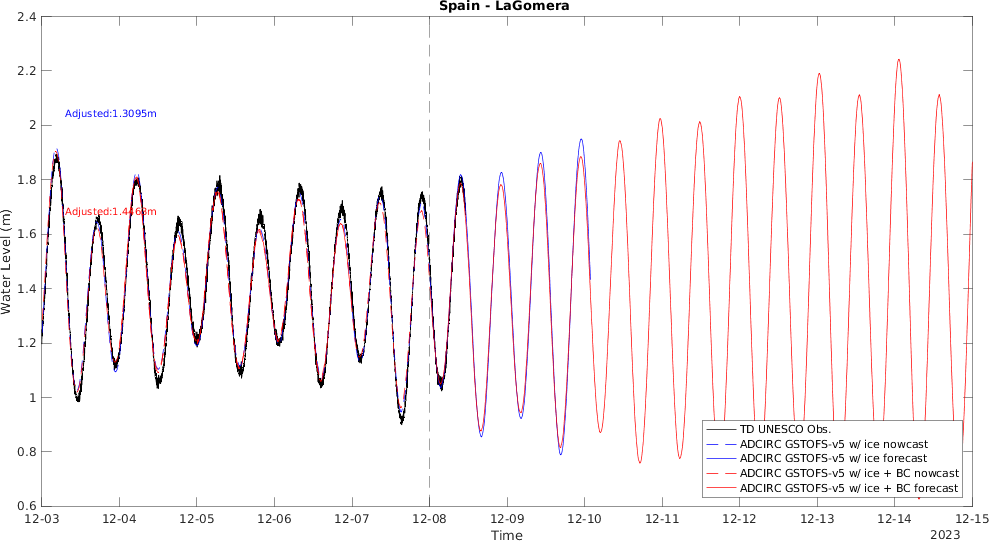 Spain - LaGomera
2.4
2.2
2
1.8
1.6
1.4
1.2
1
0.8
0.6
Water Level (m)
Adjusted:1.3095m
Adjusted:1.4463m
TD UNESCO Obs.
ADCIRC GSTOFS-v5 w/ ice nowcast
ADCIRC GSTOFS-v5 w/ ice forecast
ADCIRC GSTOFS-v5 w/ ice + BC nowcast
ADCIRC GSTOFS-v5 w/ ice + BC forecast
12-03 12-04 12-05 12-06 12-07 12-08 12-09 12-10 12-11 12-12 12-13 12-14 12-15
Time
2023